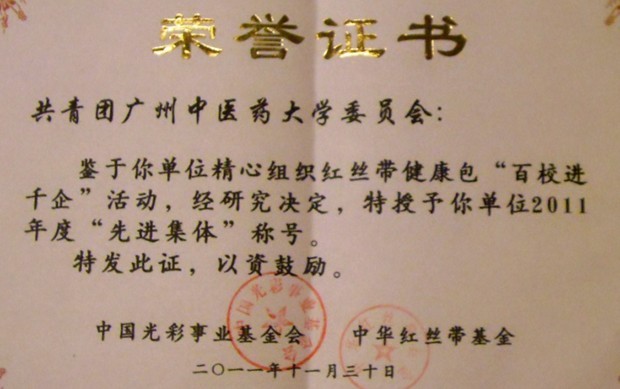 荣誉证书
共青团广州中医药大学委员会：
鉴于你单位精心组织红丝带健康包“百校进
千企”活动，经研究决定，特授予你单位2011
年度“先进集体”称号。
特发此证，以资鼓励。
中国光彩事业基金会 中华红丝带基金
二〇一一年十一月三十日